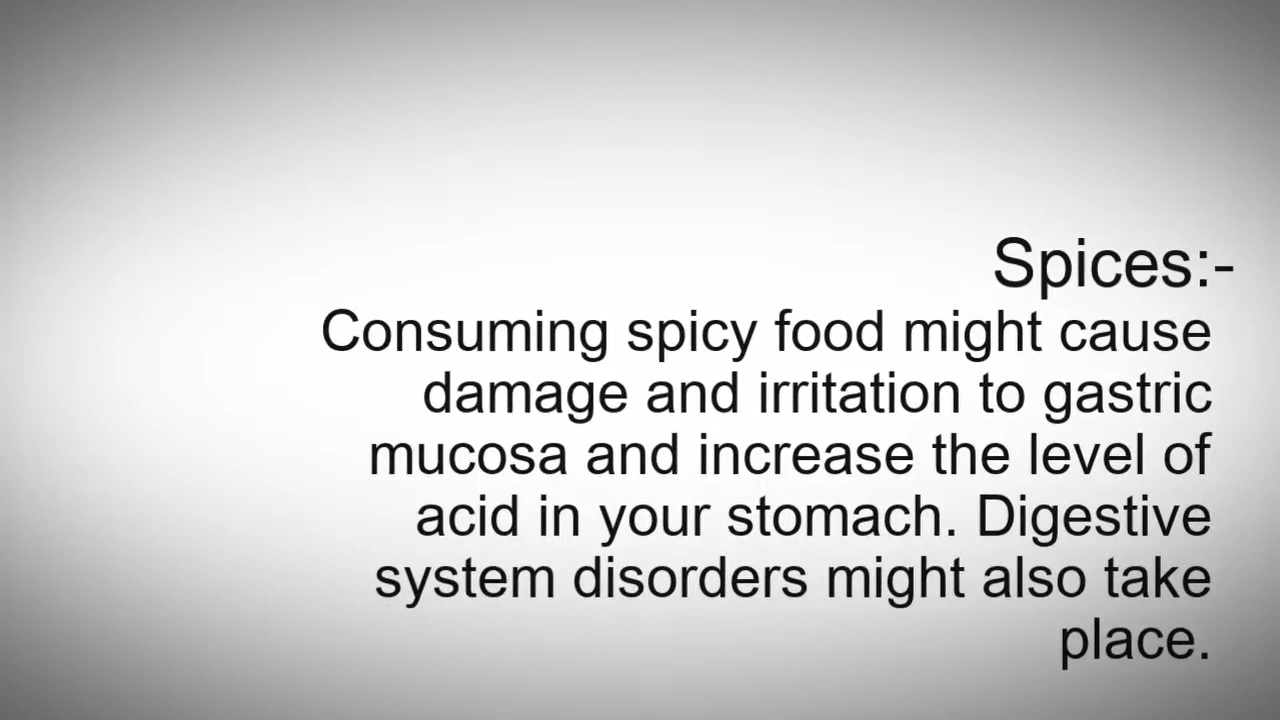 Spices:-
Consuming spicy food might cause
damage and irritation to gastric
mucosa and increase the level of
acid in your stomach. Digestive
system disorders might also take
place.